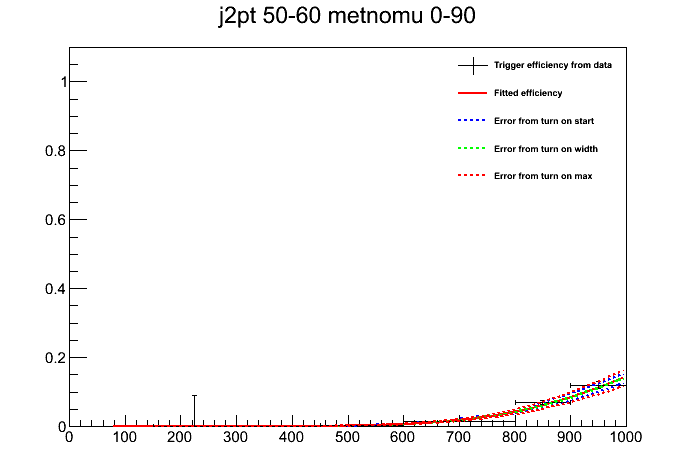 j2pt 50-60 metnomu 0-90
Trigger efficiency from data
Fitted efficiency
Error from turn on start
Error from turn on width
Error from turn on max
1
0.8
0.6
0.4
0.2
0
0 100 200 300 400 500 600 700 800 900 1000